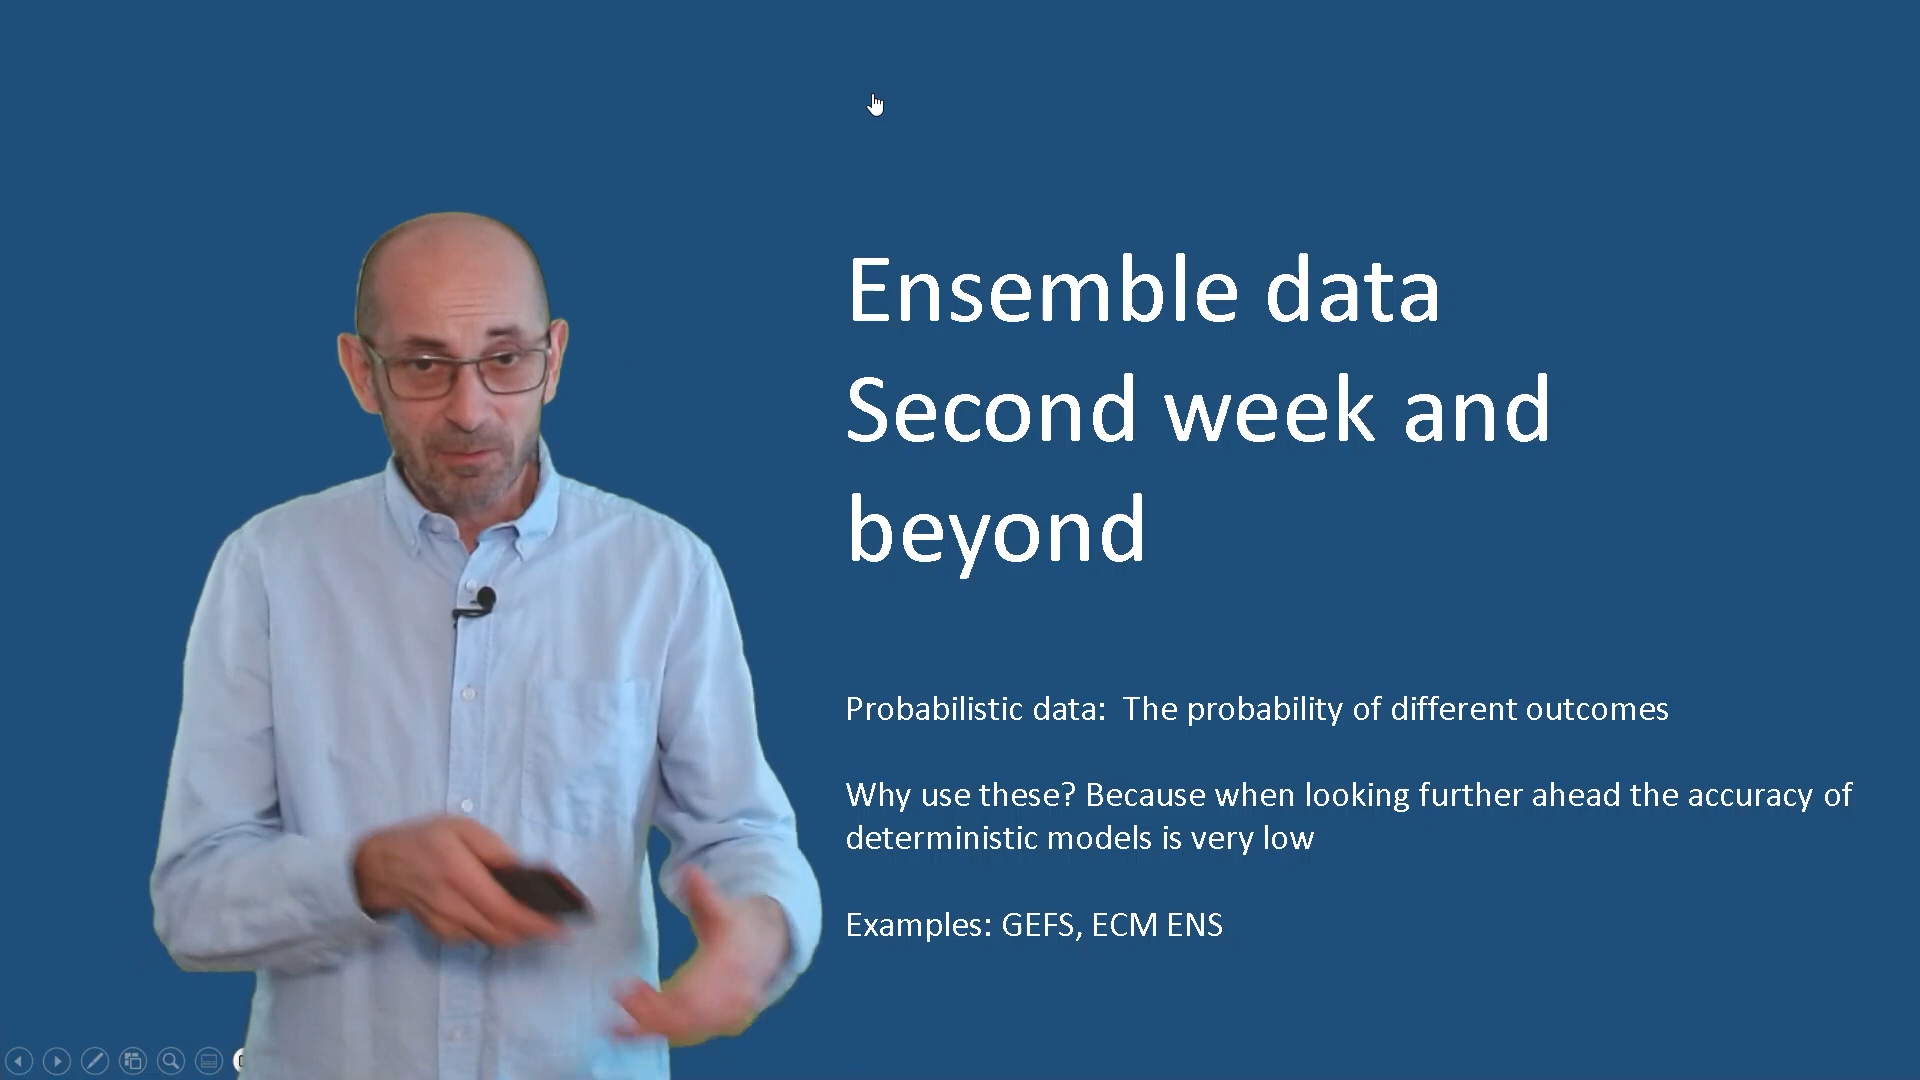 Ensemble data
Second week and
beyond
Probabilistic data:  The probability of different outcomes
Why use these? Because when looking further ahead the accuracy of
deterministic models is very low
Examples: GEFS, ECM ENS